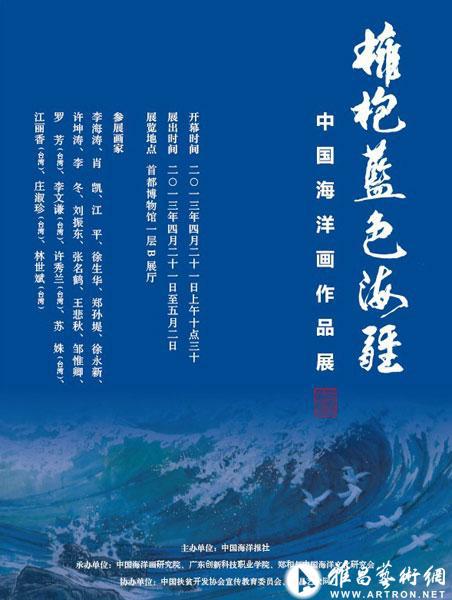 擁抱藍色海疆
中国海洋画作品展
开幕时间 二〇一三年四月二十一日上午十点三十
展出时间 二〇一三年四月二十一日至五月二日
展览地点 首都博物馆一层B展厅
参展画家
李海涛、肖 凯、江 平、徐生华、郑孙堤、徐永新、
许坤涛、李 冬、刘振东、张名鹤、王悲秋、邹惟卿、
罗 芳(台湾)、李文谦(台湾)、许秀兰(台湾)、苏 姝(台湾)、
江丽香(台湾)、庄淑珍(台湾)、林世斌(台湾)
主办单位：中国海洋报社
承办单位：中国海洋画研究院、广东创新科技职业学院、郑和与中国海洋文化研究会
协办单位：中国扶贫开发协会宣传教育委员会、
雅昌藝術網
WWW.ARTRON.NET